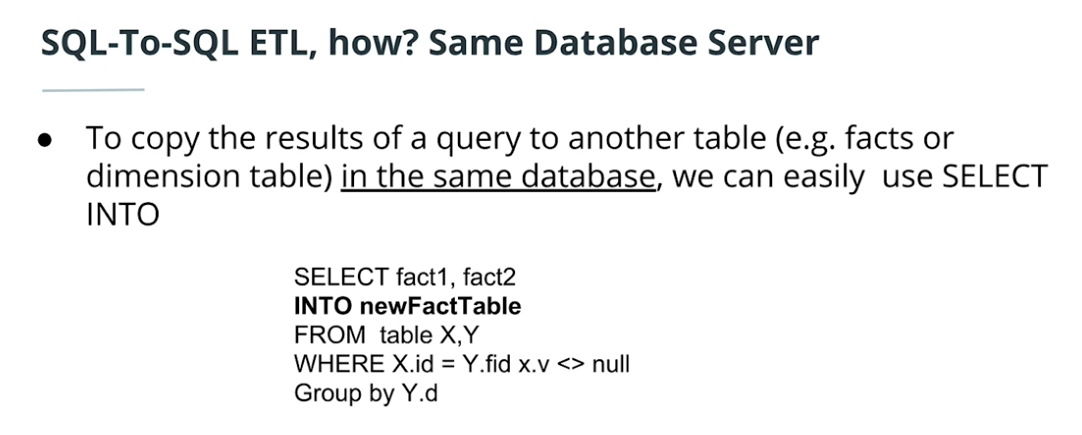 SQL-To-SQL ETL, how? Same Database Server
● To copy the results of a query to another table (e.g. facts or
dimension table) in the same database, we can easily use SELECT
INTO
SELECT fact1, fact2
INTO newFactTable
FROM table X,Y
WHERE X.id = Y.fid x.v <> null
Group by Y.d